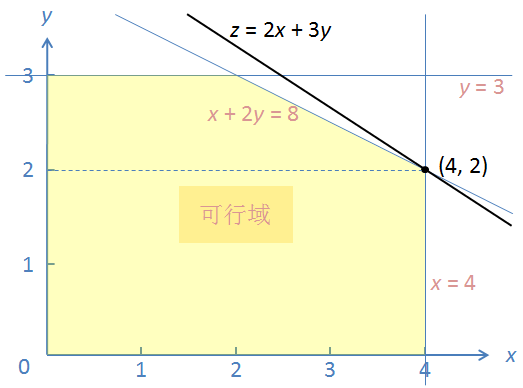 y
z = 2x + 3y
3
y = 3
x + 2y = 8
2
(4, 2)
可行域
1
x = 4
0
1
2
3
4
x